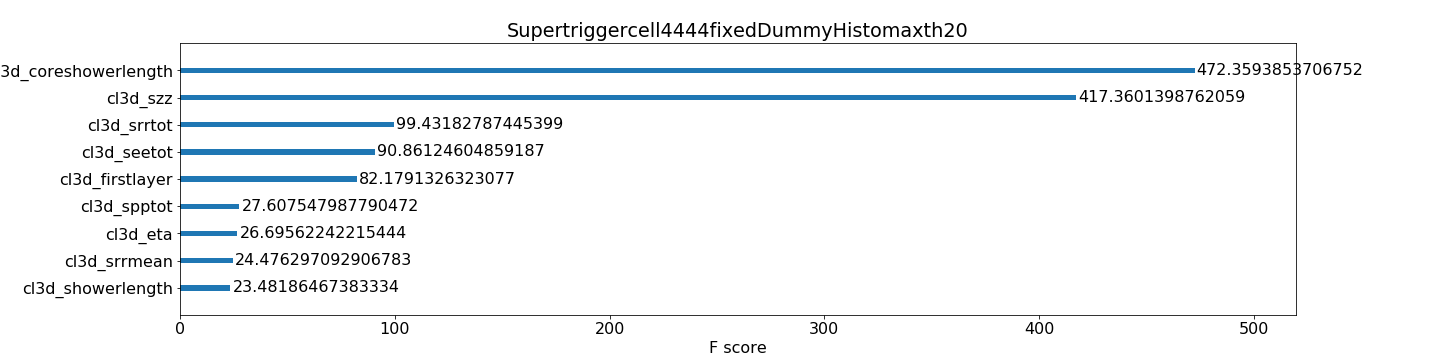 Supertriggercell4444fixedDummyHistomaxth20
3d_coreshowerlength 472.3593853706752
cl3d_szz 417.3601398762059
cl3d_srrtot 99.43182787445399
cl3d_seetot 90.86124604859187
cl3d_firstlayer 82.1791326323077
cl3d_spptot 27.607547987790472
cl3d_eta 26.69562242215444
cl3d_srrmean 24.476297092906783
cl3d_showerlength 23.48186467383334
0 100 200 300 400 500
F score